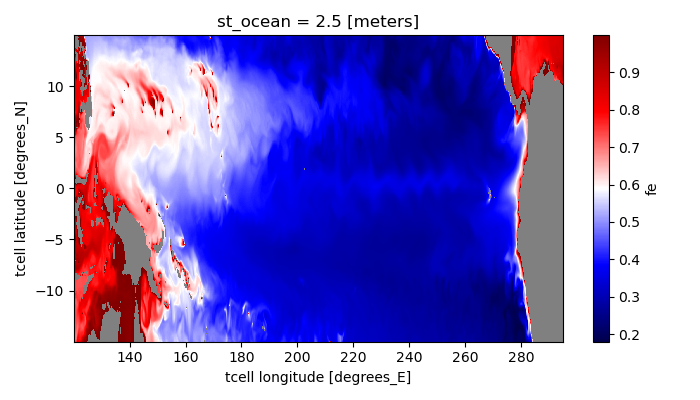 st_ocean = 2.5 [meters]
tcell latitude [degrees_N]
10
5
0
−5
−10
140 160 180 200 220 240 260 280
tcell longitude [degrees_E]
0.9
0.8
0.7
0.6
0.5
0.4
0.3
0.2
fe